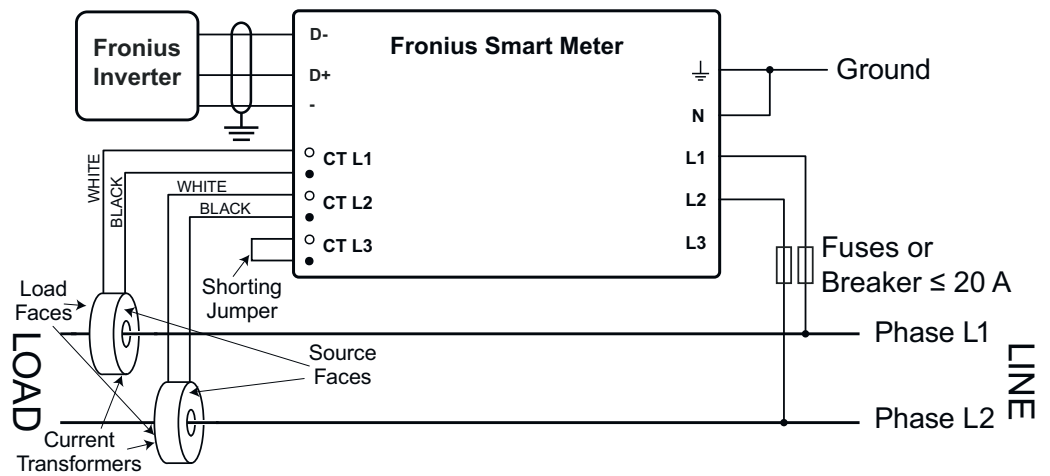 Fronius
Inverter
D-
D+
-
Fronius Smart Meter
Ground
N
L1
L2
L3
CT L1
CT L2
CT L3
WHITE
BLACK
WHITE
BLACK
Shorting
Jumper
Fuses or
Breaker ≤ 20 A
Load
Faces
Source
Faces
Phase L1
LOAD
LINE
Phase L2
Current
Transformers